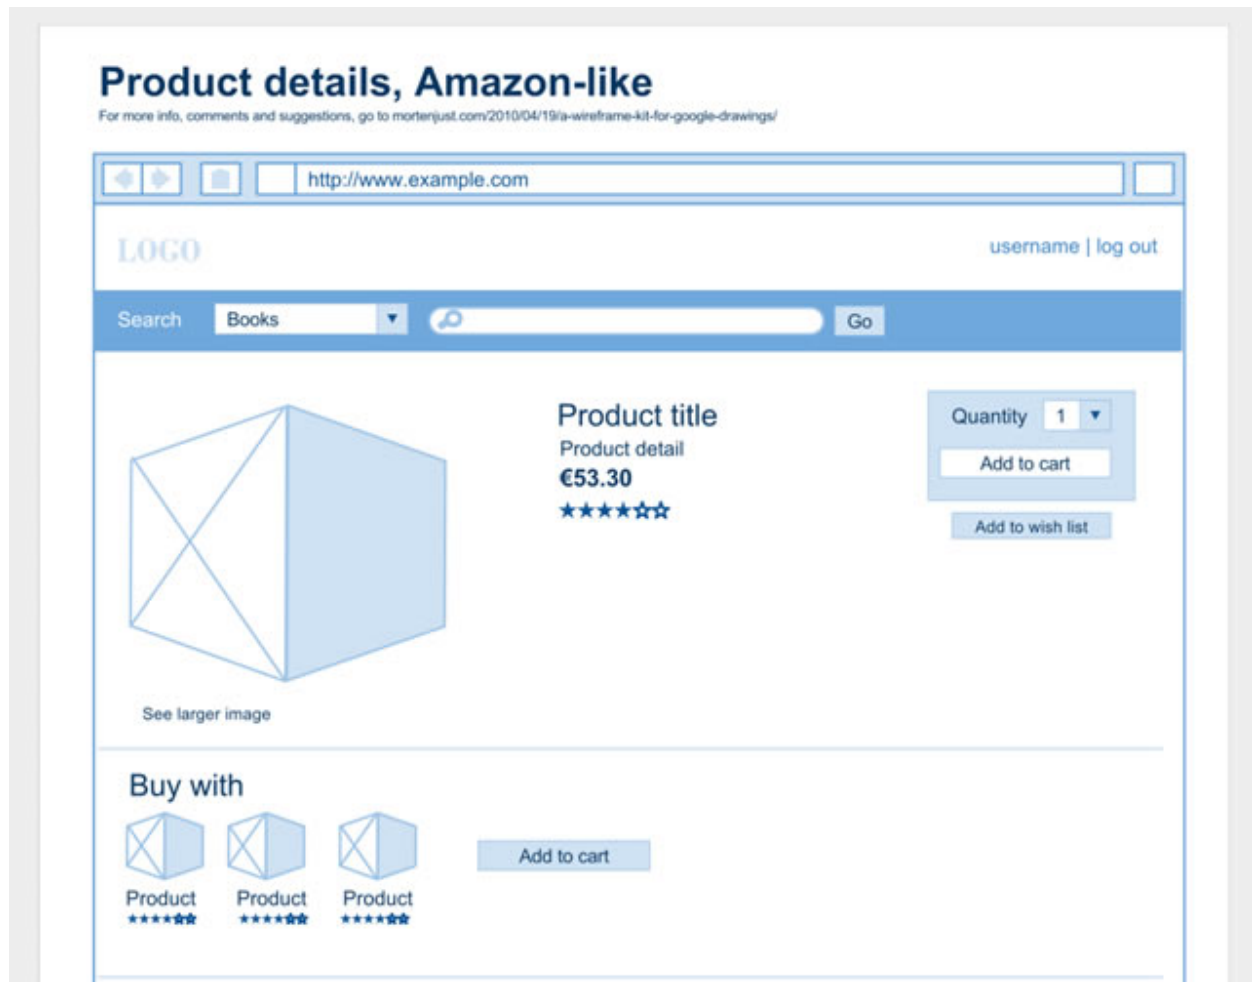 Product details, Amazon-like
For more info, comments and suggestions, go to mortenjust.com/2010/04/19/a-wireframe-kit-for-google-drawings/
http://www.example.com
LOGO
username | log out
Search
Books
Go
Product title
Product detail
€53.30
★★★★☆☆
Quantity 1
Add to cart
Add to wish list
See larger image
Buy with
Add to cart
Product Product Product
★★★★☆☆ ★★★★☆☆ ★★★★☆☆